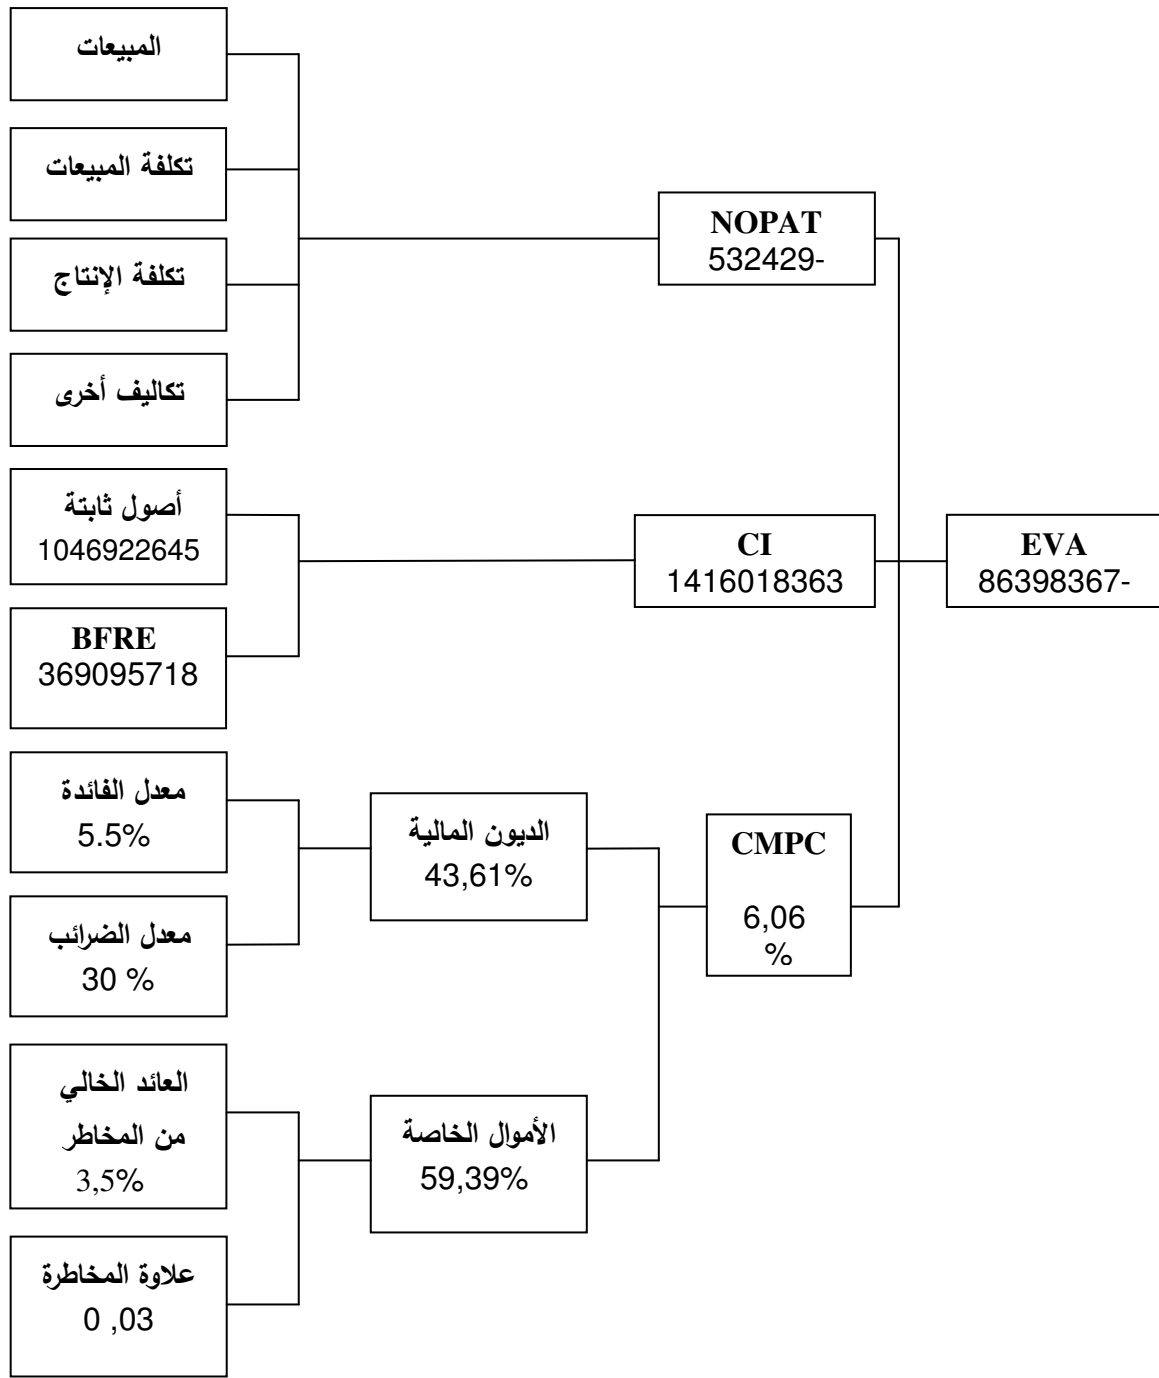 المبيعات
تكلفة المبيعات
تكلفة الإنتاج
تكاليف أخرى
NOPAT
532429-
أصول ثابتة
1046922645
BFRE
369095718
CI
1416018363
EVA
86398367-
معدل الفائدة
5.5%
معدل الضرائب
30 %
الديون المالية
43,61%
CMPC
6,06
%
العائد الخالي
من المخاطر
3,5%
علاوة المخاطرة
0 ,03
الأموال الخاصة
59,39%